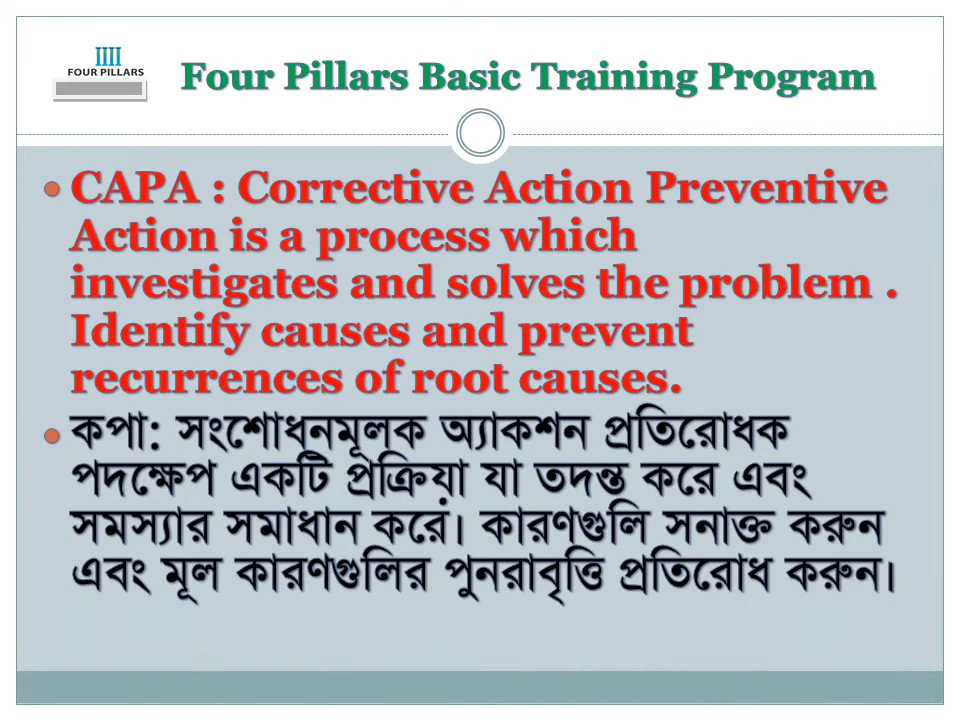 FOUR PILLARS
Four Pillars Basic Training Program
CAPA : Corrective Action Preventive
Action is a process which
investigates and solves the problem .
Identify causes and prevent
recurrences of root causes.
কপা: সংশোধনমূলক অ্যাকশন প্রতিরোধক
পদক্ষেপ একটি প্রক্রিয়া যা তদন্ত করে এবং
সমস্যার সমাধান করে। কারণগুলি সনাক্ত করুন
এবং মূল কারণগুলির পুনরাবৃত্তি প্রতিরোধ করুন।